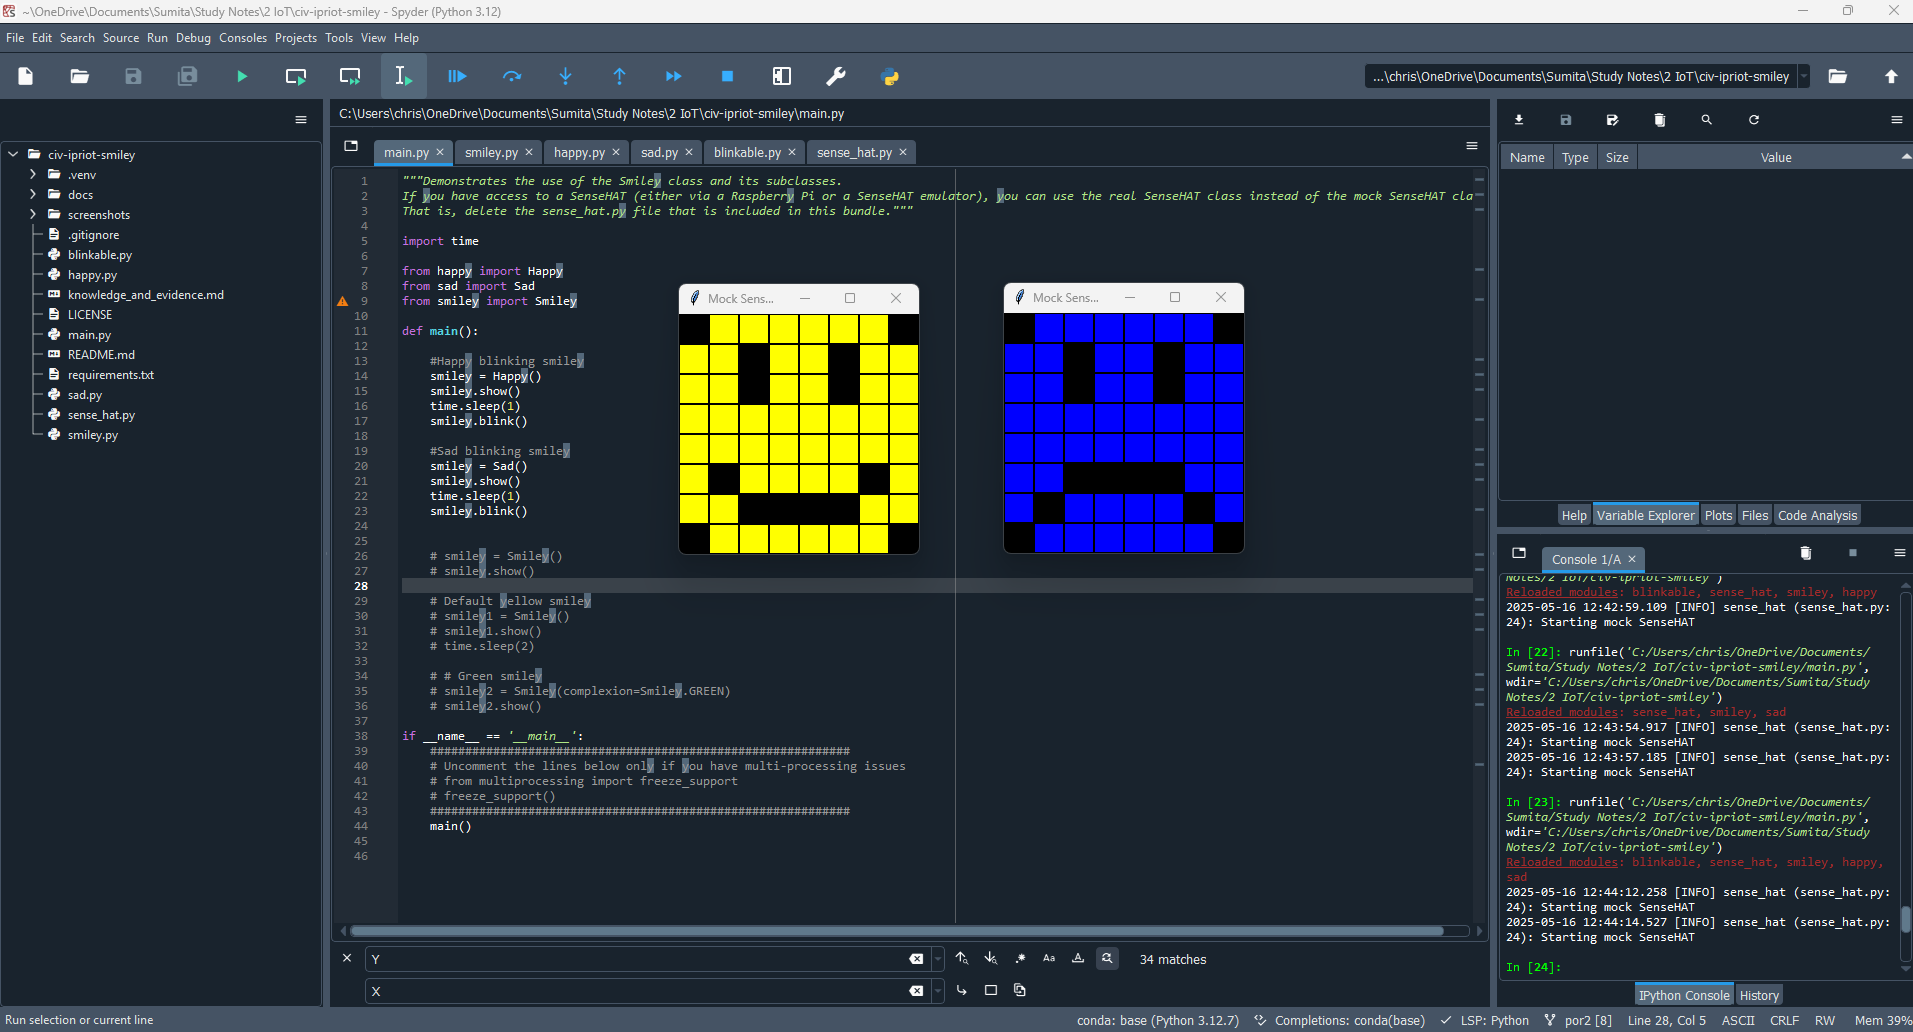 ~\OneDrive\Documents\Sumita\Study Notes\2 IoT\civ-ipriot-smiley - Spyder (Python 3.12)
File Edit Search Source Run Debug Consoles Projects Tools View Help
...\chris\OneDrive\Documents\Sumita\Study Notes\2 IoT\civ-ipriot-smiley
civ-ipriot-smiley
.venv
docs
screenshots
.gitignore
blinkable.py
happy.py
knowledge_and_evidence.md
LICENSE
main.py
README.md
requirements.txt
sad.py
sense_hat.py
smiley.py
C:\Users\chris\OneDrive\Documents\Sumita\Study Notes\2 IoT\civ-ipriot-smiley\main.py
main.py smiley.py happy.py sad.py blinkable.py sense_hat.py
1 """Demonstrates the use of the Smiley class and its subclasses.
2 If you have access to a SenseHAT (either via a Raspberry Pi or a SenseHAT emulator), you can use the real SenseHAT class instead of the mock SenseHAT cla
3 That is, delete the sense_hat.py file that is included in this bundle."""
4
5 import time
6
7 from happy import Happy
8 from sad import Sad
9 from smiley import Smiley
10
11 def main():
12
13 #Happy blinking smiley
14 smiley = Happy()
15 smiley.show()
16 time.sleep(1)
17 smiley.blink()
18
19 #Sad blinking smiley
20 smiley = Sad()
21 smiley.show()
22 time.sleep(1)
23 smiley.blink()
24
25
26 # smiley = Smiley()
27 # smiley.show()
28
29 # Default yellow smiley
30 # smiley1 = Smiley()
31 # smiley1.show()
32 # time.sleep(2)
33
34 # # Green smiley
35 # smiley2 = Smiley(complexion=Smiley.GREEN)
36 # smiley2.show()
37
38 if __name__ == '__main__':
39 ############################################################
40 # Uncomment the lines below only if you have multi-processing issues
41 # from multiprocessing import freeze_support
42 # freeze_support()
43 ############################################################
44 main()
45
46
Mock Sens...
Mock Sens...
Y
34 matches
X
Name Type Size Value
Help Variable Explorer Plots Files Code Analysis
Console 1/A
Notes/2 IoT/civ-ipriot-smiley')
Reloaded modules: blinkable, sense_hat, smiley, happy
2025-05-16 12:42:59.109 [INFO] sense_hat (sense_hat.py:
24): Starting mock SenseHAT
In [22]: runfile('C:/Users/chris/OneDrive/Documents/
Sumita/Study Notes/2 IoT/civ-ipriot-smiley/main.py',
wdir='C:/Users/chris/OneDrive/Documents/Sumita/Study
Notes/2 IoT/civ-ipriot-smiley')
Reloaded modules: sense_hat, smiley, sad
2025-05-16 12:43:54.917 [INFO] sense_hat (sense_hat.py:
24): Starting mock SenseHAT
2025-05-16 12:43:57.185 [INFO] sense_hat (sense_hat.py:
24): Starting mock SenseHAT
In [23]: runfile('C:/Users/chris/OneDrive/Documents/
Sumita/Study Notes/2 IoT/civ-ipriot-smiley/main.py',
wdir='C:/Users/chris/OneDrive/Documents/Sumita/Study
Notes/2 IoT/civ-ipriot-smiley')
Reloaded modules: blinkable, sense_hat, smiley, happy,
sad
2025-05-16 12:44:12.258 [INFO] sense_hat (sense_hat.py:
24): Starting mock SenseHAT
2025-05-16 12:44:14.527 [INFO] sense_hat (sense_hat.py:
24): Starting mock SenseHAT
In [24]:
IPython Console History
Run selection or current line
conda: base (Python 3.12.7) Completions: conda(base) LSP: Python por2 [8] Line 28, Col 5 ASCII CRLF RW Mem 39%